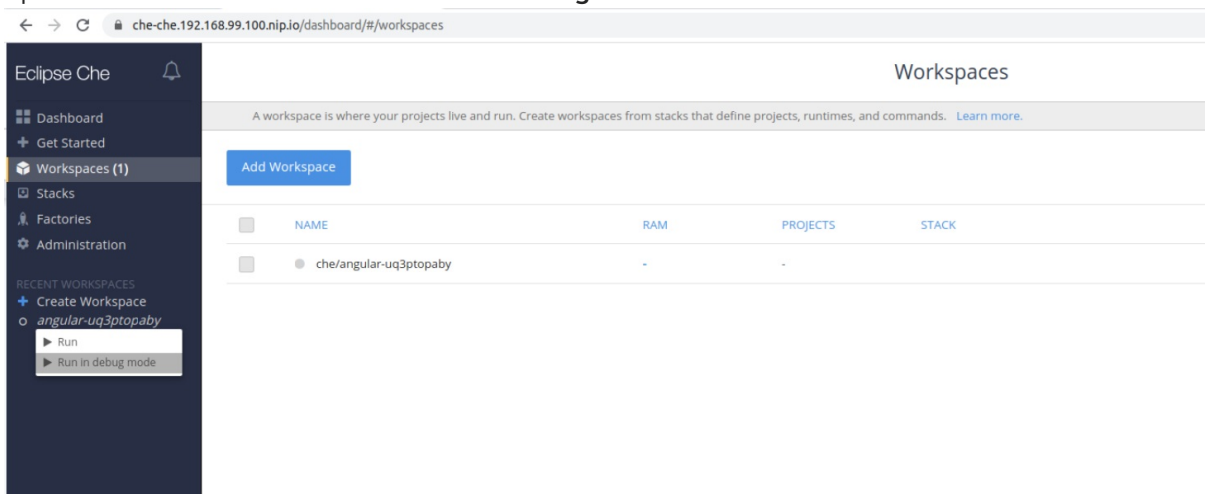 che-che.192.168.99.100.nip.io/dashboard/#/workspaces
Eclipse Che
Workspaces
Dashboard
Get Started
Workspaces (1)
Stacks
Factories
Administration
RECENT WORKSPACES
Create Workspace
angular-uq3ptopaby
Run
Run in debug mode
A workspace is where your projects live and run. Create workspaces from stacks that define projects, runtimes, and commands. Learn more.
Add Workspace
NAME RAM PROJECTS STACK
che/angular-uq3ptopaby - -